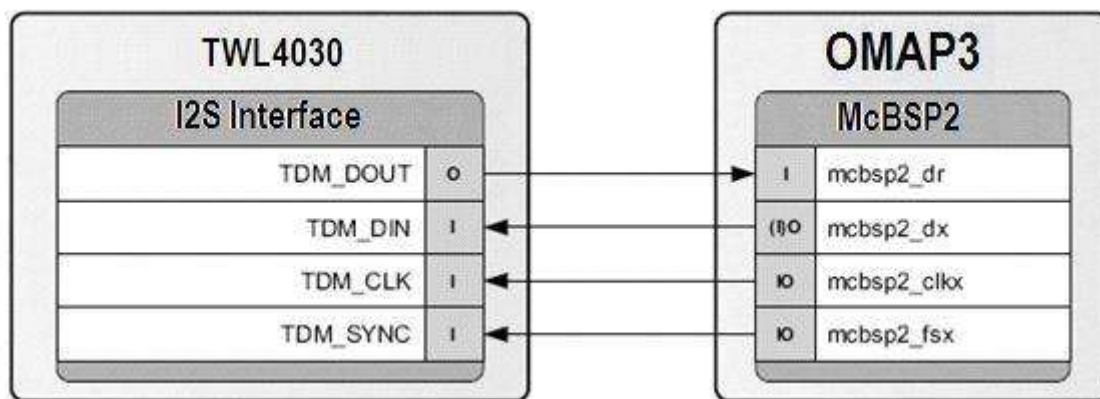 TWL4030
I2S Interface
TDM_DOUT O
TDM_DIN I
TDM_CLK I
TDM_SYNC I
OMAP3
McBSP2
I mcbsp2_dr
(I)O mcbsp2_dx
IO mcbsp2_clkx
IO mcbsp2_fsx